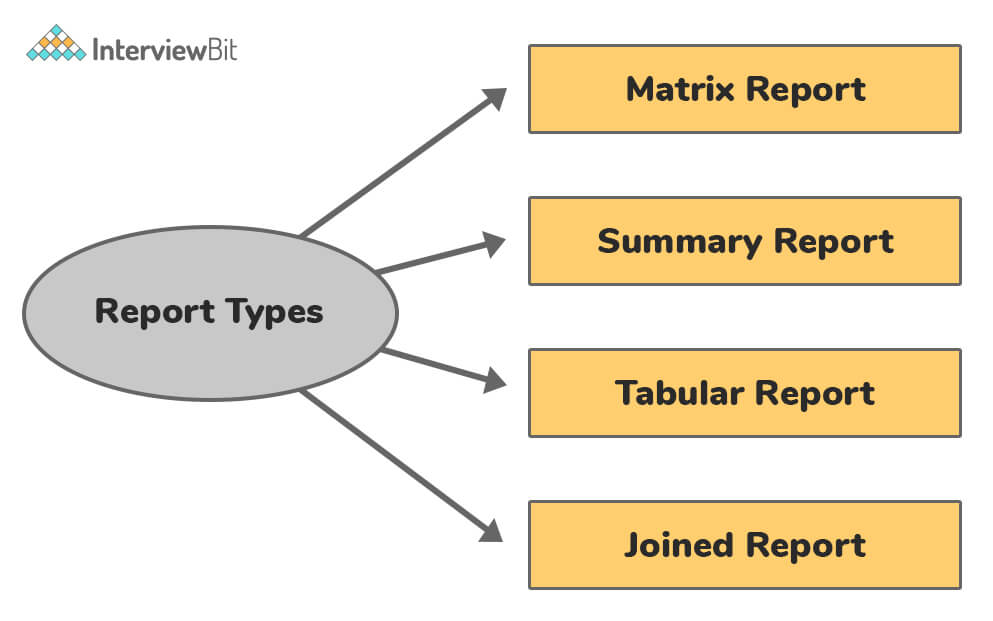 InterviewBit
Matrix Report
Summary Report
Report Types
Tabular Report
Joined Report